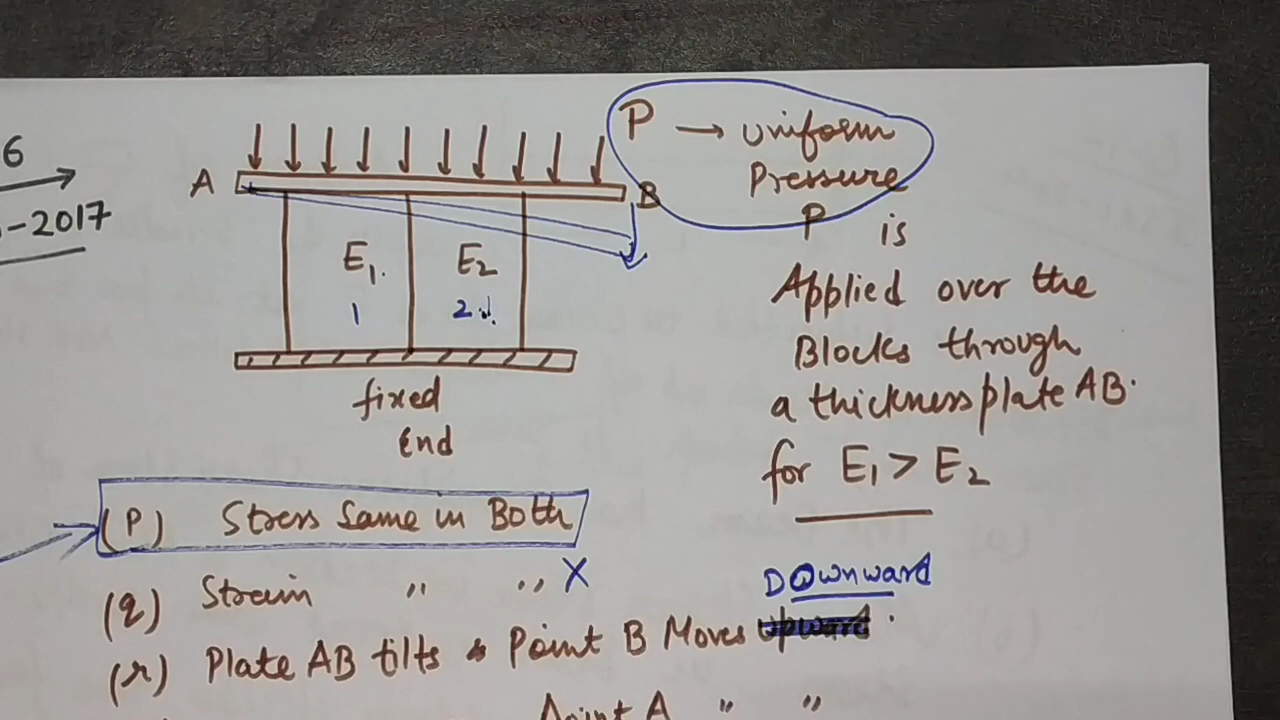 6
-2017
P → Uniform
Pressure
A
B
P is
Applied over the
Blocks through
a thickness plate AB.
for E₁ > E₂
E₁.
E₂
1
2.
fixed
End
(P) Stress Same in Both
(q) Strain " " X
Downward
(r) Plate AB tilts & Point B Moves .
Point A " "